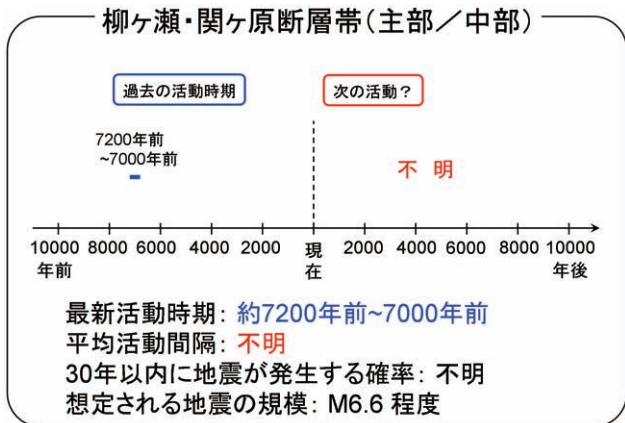 柳ヶ瀬・関ヶ原断層帯（主部／中部）
過去の活動時期
次の活動？
7200年前
~7000年前
不 明
10000 8000 6000 4000 2000 現在 2000 4000 6000 8000 10000
年前 年後
最新活動時期： 約7200年前~7000年前
平均活動間隔： 不明
30年以内に地震が発生する確率： 不明
想定される地震の規模： M6.6 程度